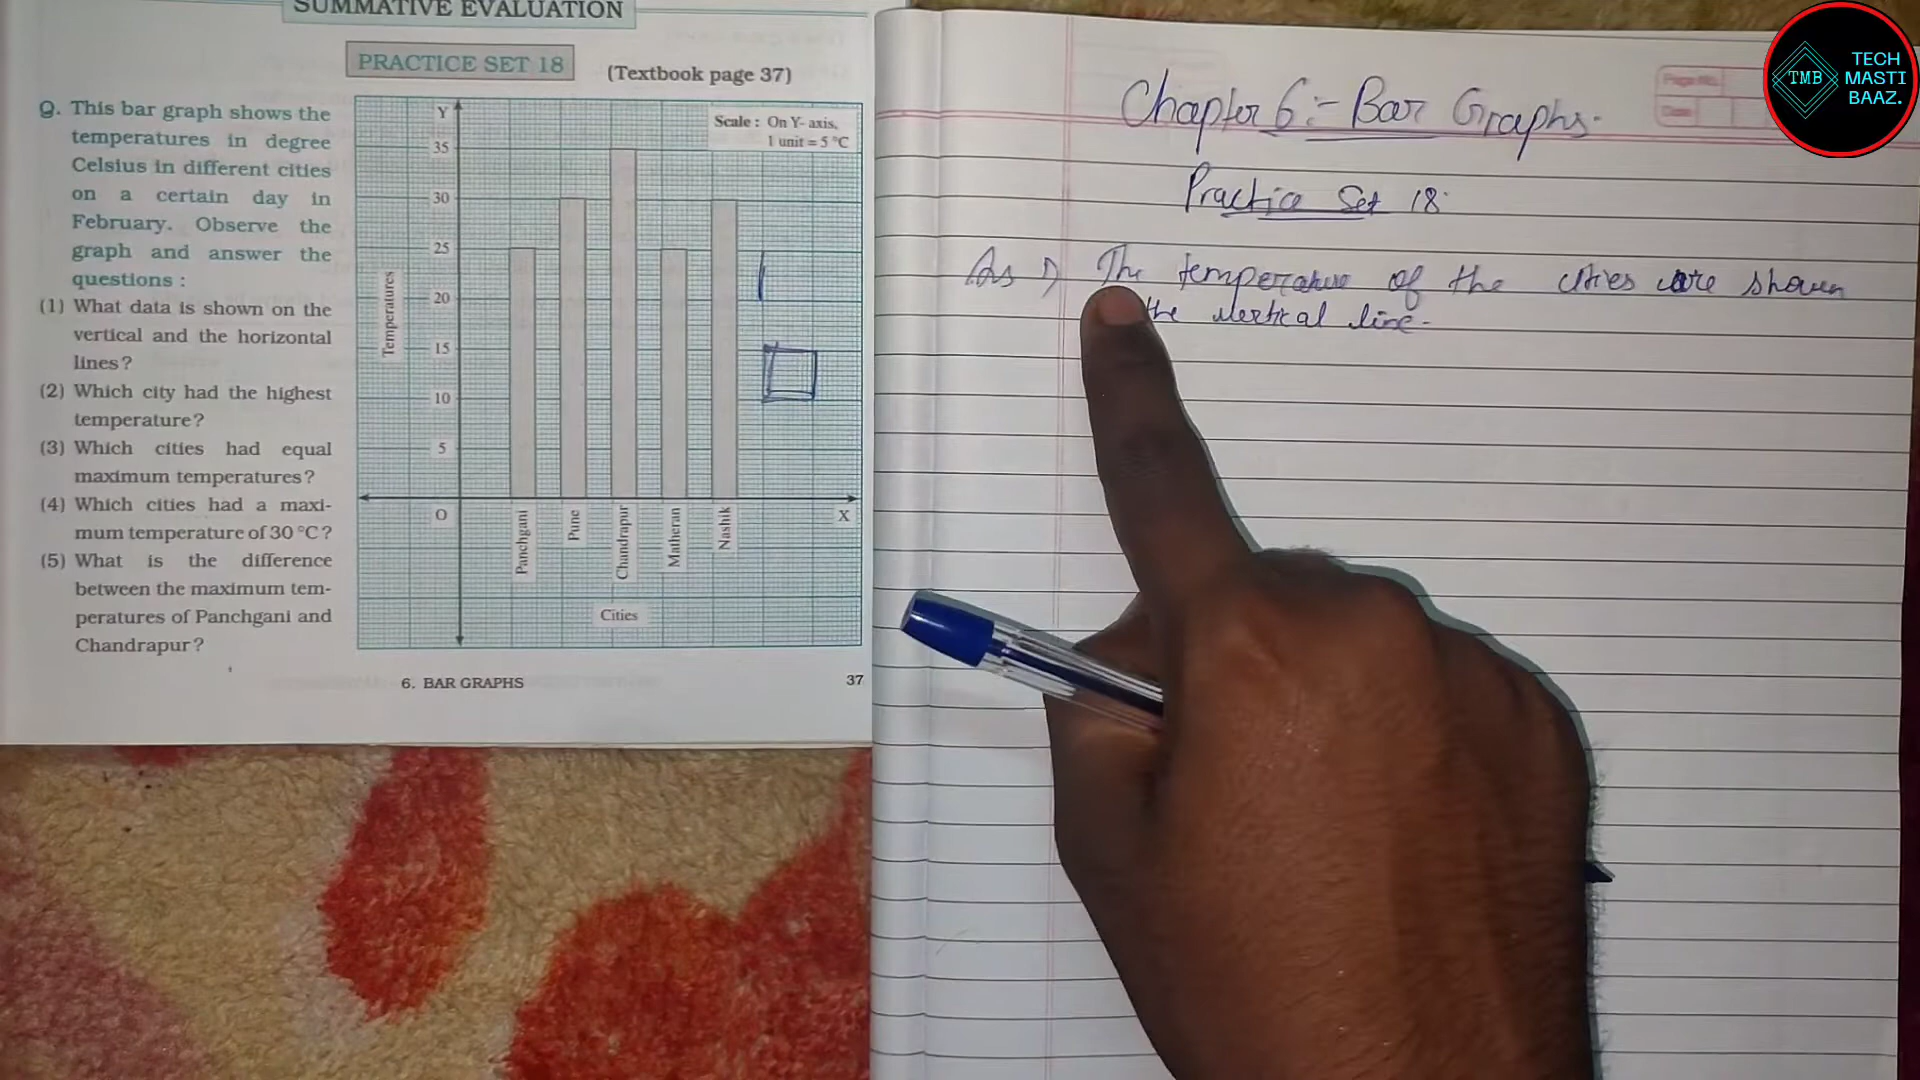 SUMMATIVE EVALUATION
PRACTICE SET 18
(Textbook page 37)
Q. This bar graph shows the
temperatures in degree
Celsius in different cities
on a certain day in
February. Observe the
graph and answer the
questions :
(1) What data is shown on the
vertical and the horizontal
lines?
(2) Which city had the highest
temperature?
(3) Which cities had equal
maximum temperatures?
(4) Which cities had a maxi-
mum temperature of 30 °C?
(5) What is the difference
between the maximum tem-
peratures of Panchgani and
Chandrapur?
Y
Scale : On Y- axis,
1 unit = 5 °C
35
30
25
20
15
10
5
O
X
Temperatures
Panchgani
Pune
Chandrapur
Matheran
Nashik
Cities
6. BAR GRAPHS
37
Chapter 6:- Bar Graphs.
Practice Set 18.
The temperature of the cities are shown
the vertical line.
Page No.
Date
TMB
TECH
MASTI
BAAZ.